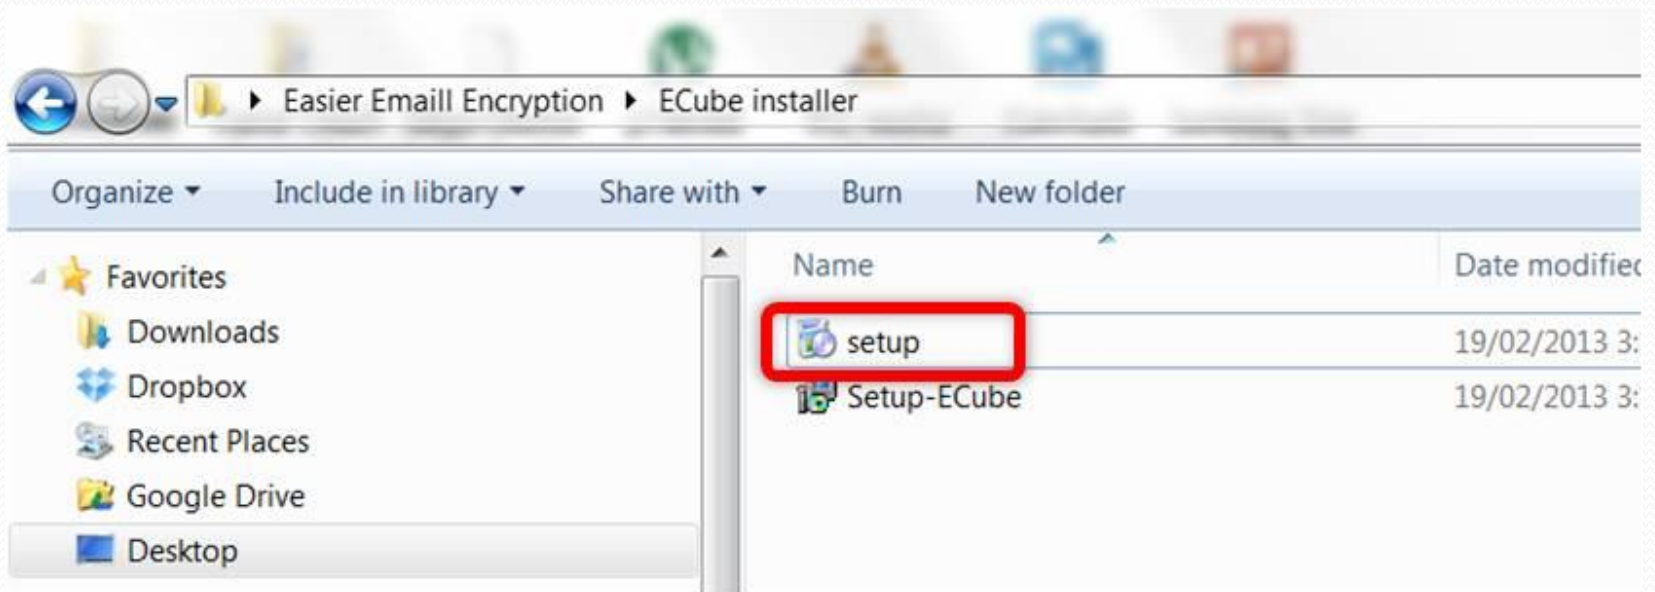 Easier Emaill Encryption ECube installer
Organize Include in library Share with Burn New folder
Name Date modified
Favorites
Downloads
Dropbox
Recent Places
Google Drive
Desktop
setup 19/02/2013 3:
Setup-ECube 19/02/2013 3: